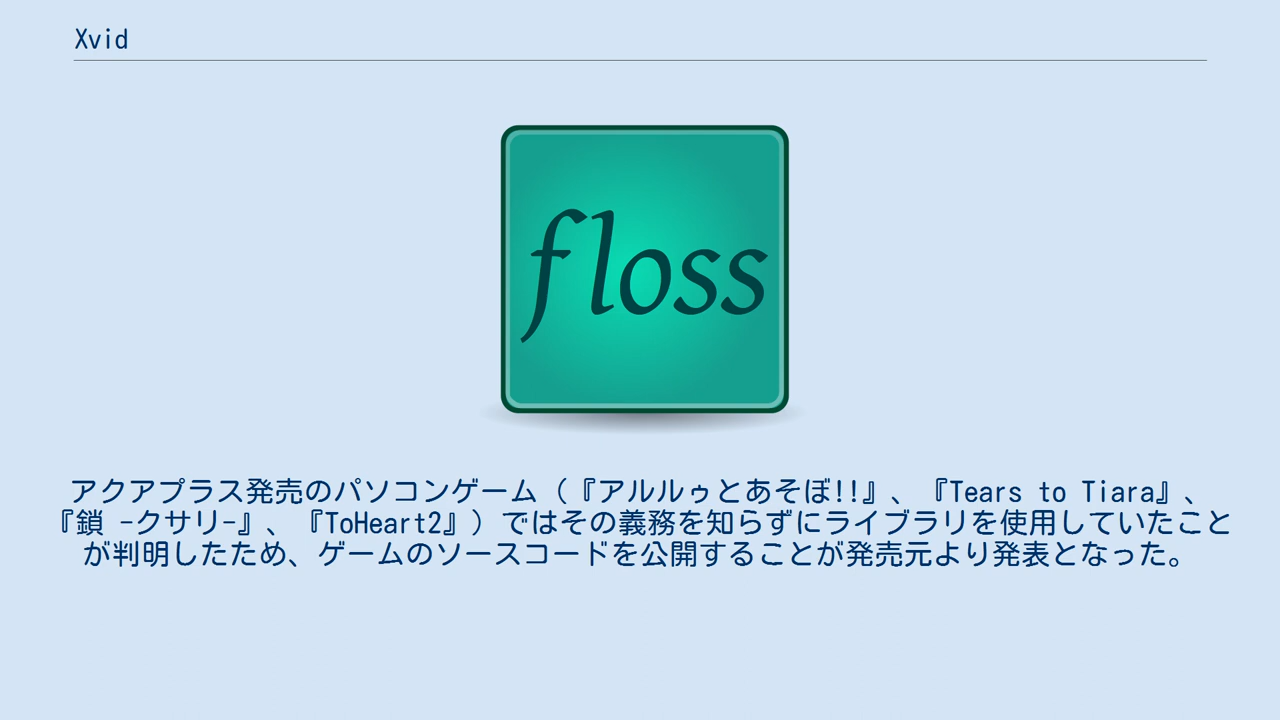 Xvid
floss
アクアプラス発売のパソコンゲーム（『アルルゥとあそぼ!!』、『Tears to Tiara』、
『鎖 -クサリ-』、『ToHeart2』）ではその義務を知らずにライブラリを使用していたこと
が判明したため、ゲームのソースコードを公開することが発売元より発表となった。